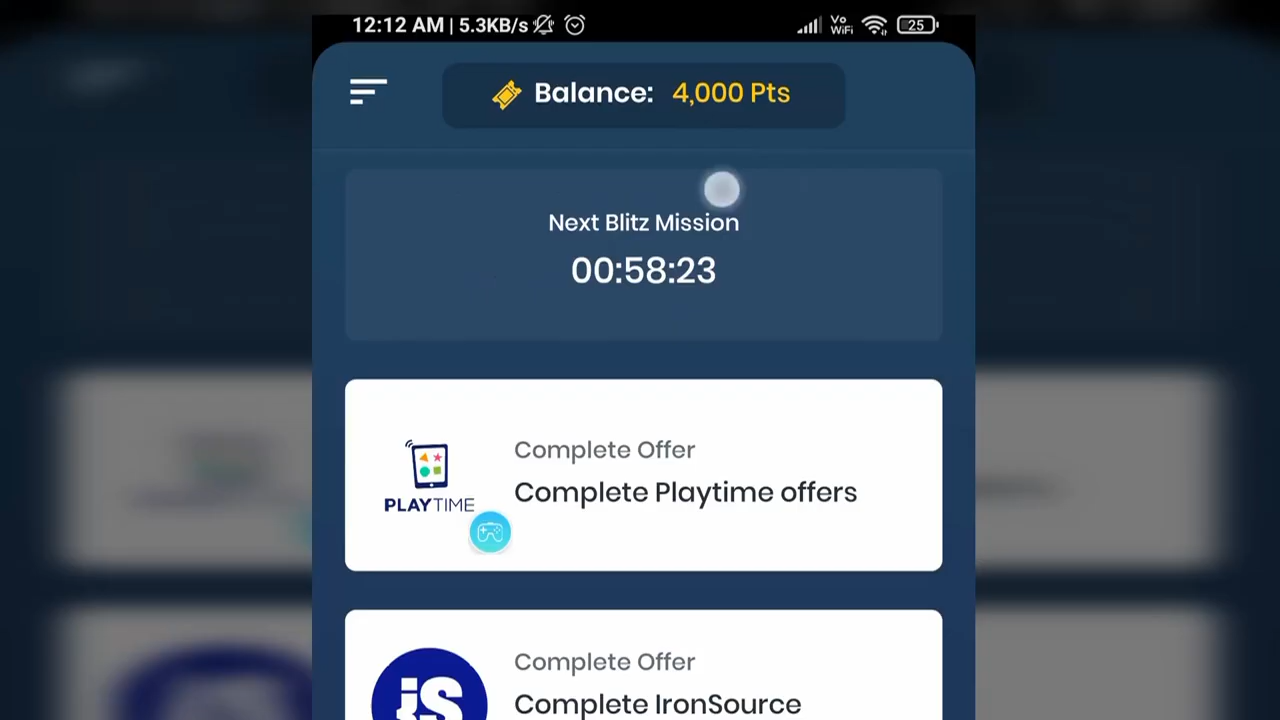 12:12 AM | 5.3KB/s Vo WiFi 25
Balance: 4,000 Pts
Next Blitz Mission
00:58:23
Complete Offer
Complete Playtime offers
PLAYTIME
Complete Offer
iS
Complete IronSource